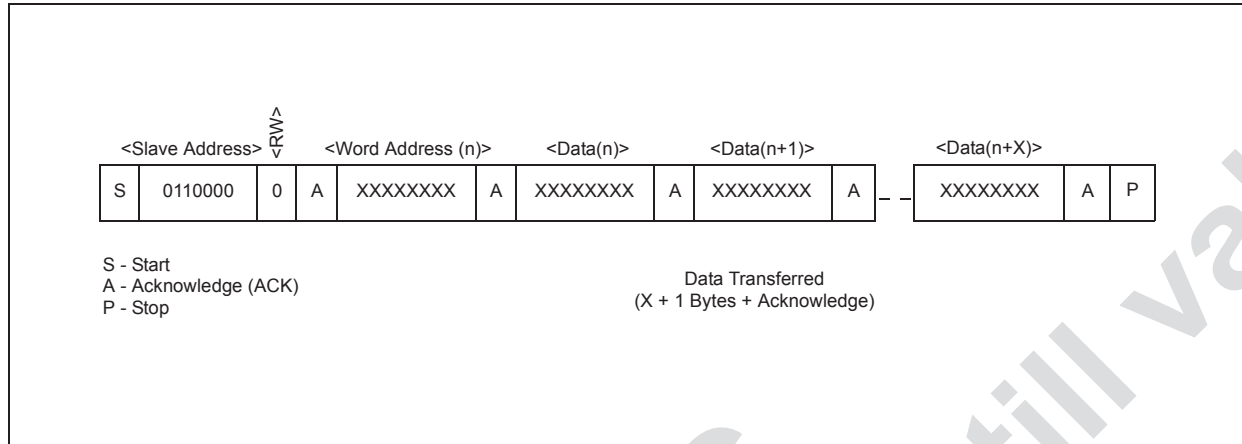 <Slave Address> <RW> <Word Address (n)> <Data(n)> <Data(n+1)> <Data(n+X)>
S 0110000 0 A XXXXXXXX A XXXXXXXX A XXXXXXXX A XXXXXXXX A P
S - Start
A - Acknowledge (ACK)
P - Stop
Data Transferred
(X + 1 Bytes + Acknowledge)
still